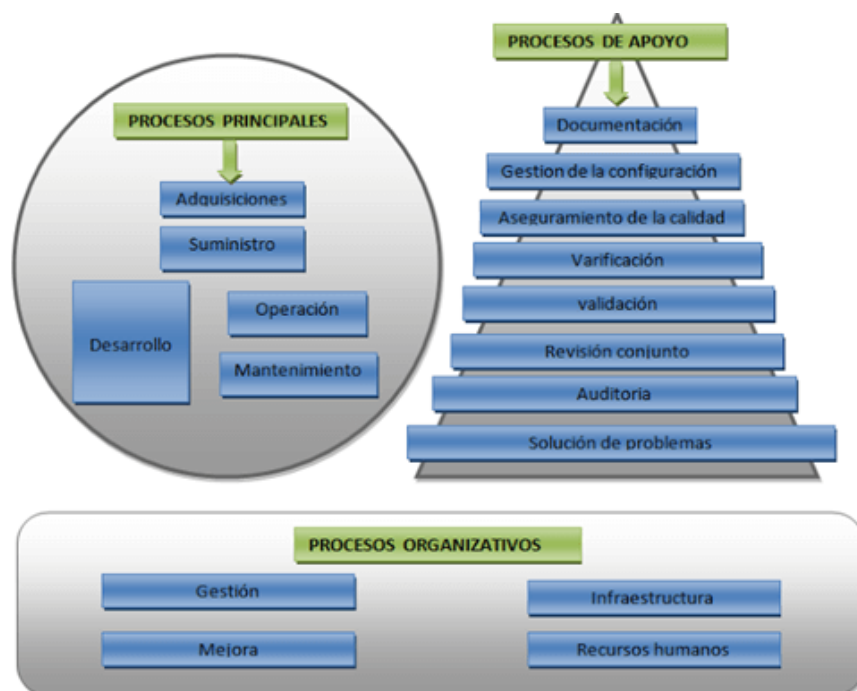 PROCESOS PRINCIPALES
Adquisiciones
Suministro
Desarrollo
Operación
Mantenimiento
PROCESOS DE APOYO
Documentación
Gestion de la configuración
Aseguramiento de la calidad
Varificación
validación
Revisión conjunto
Auditoria
Solución de problemas
PROCESOS ORGANIZATIVOS
Gestión
Infraestructura
Mejora
Recursos humanos